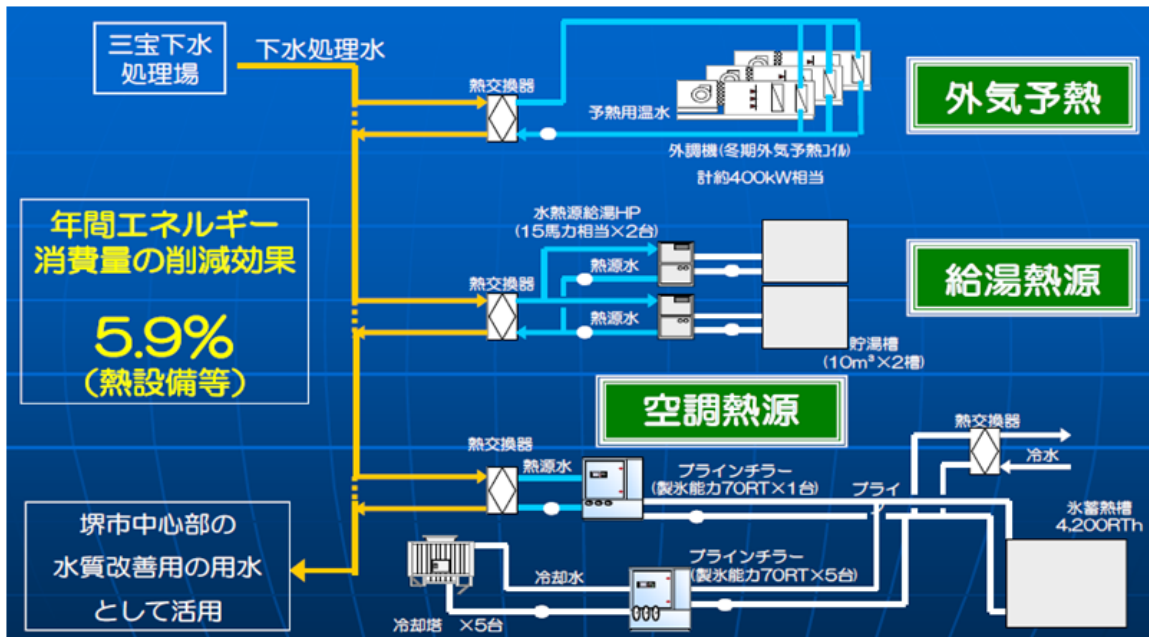 三宝下水
処理場
下水処理水
熱交換器
予熱用温水
外調機(冬期外気予熱ｺｲﾙ)
計約400kW相当
外気予熱
年間エネルギー
消費量の削減効果
5.9%
(熱設備等)
水熱源給湯HP
(15馬力相当×2台)
熱交換器
熱源水
熱源水
貯湯槽
(10m³×2槽)
給湯熱源
空調熱源
熱交換器
熱源水
ブラインチラー
(製氷能力70RT×1台)
ブライ
ン
熱交換器
冷水
氷蓄熱槽
4,200RTh
ブラインチラー
(製氷能力70RT×5台)
冷却水
冷却塔 ×5台
堺市中心部の
水質改善用の用水
として活用